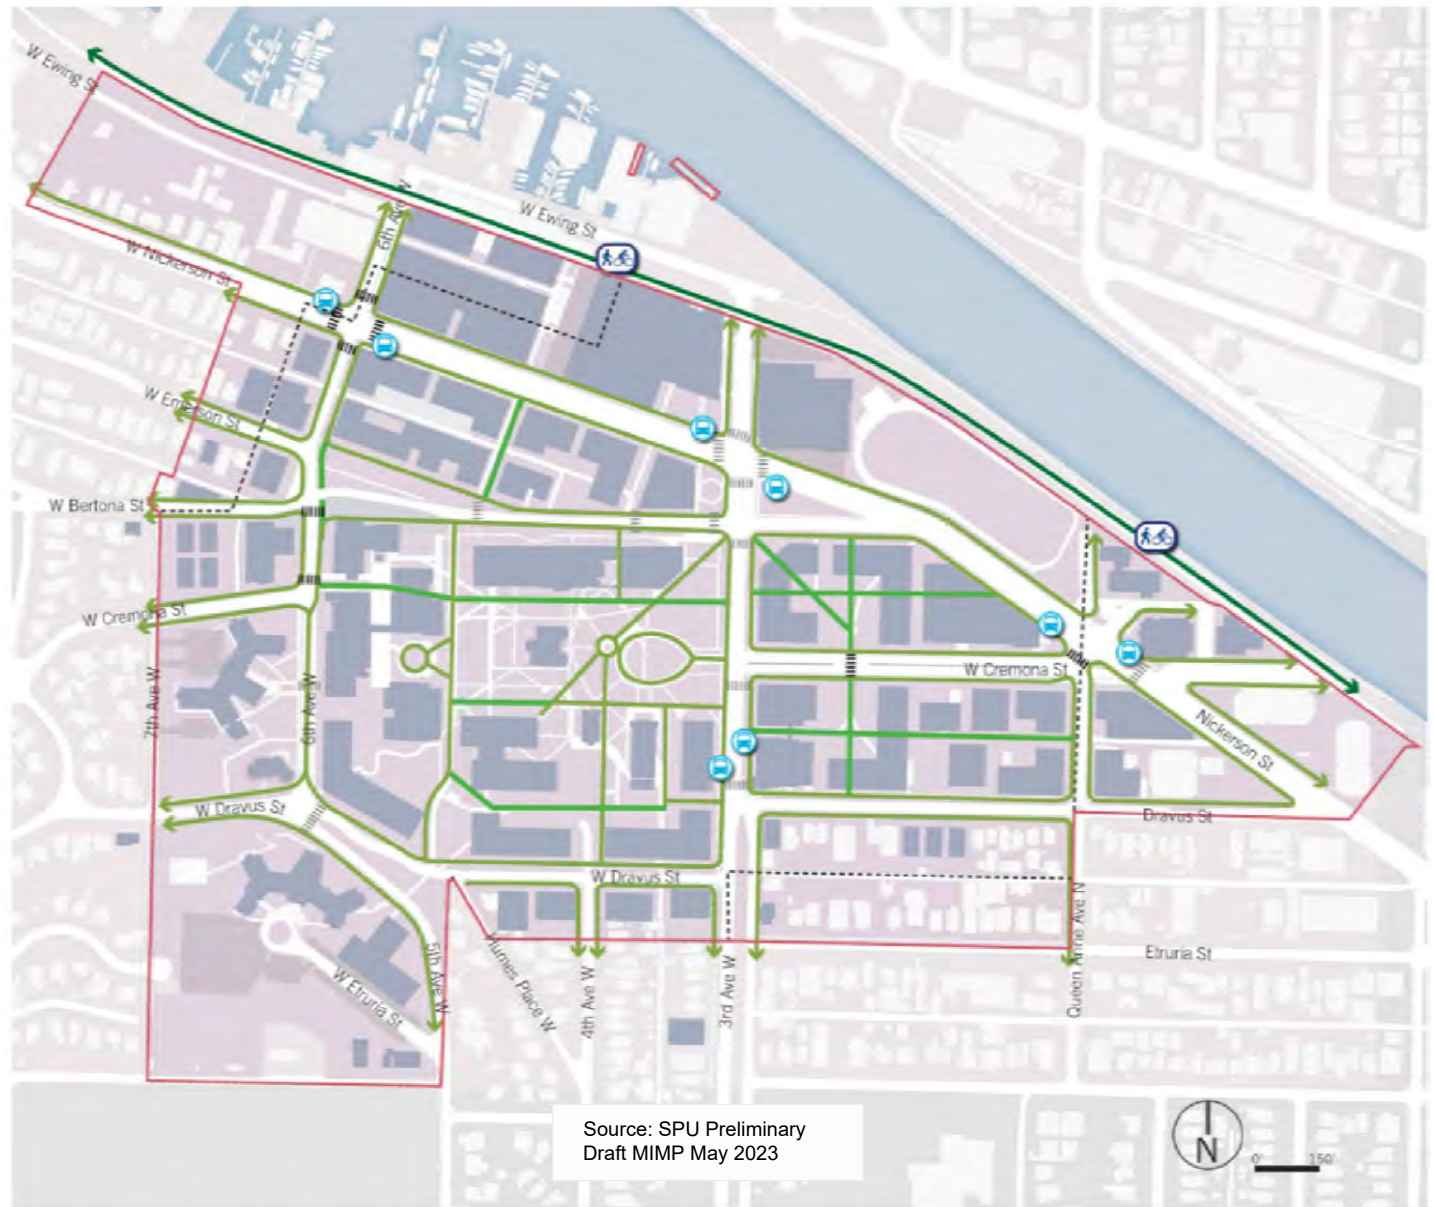 W Ewing St
W Ewing St
6th Ave W
W Nickerson St
W Emerson St
W Bertona St
W Cremona St
W Cremona St
7th Ave W
6th Ave W
Nickerson St
W Dravus St
Dravus St
W Dravus St
Etruria St
5th Ave W
W Etruria St
Humes Place W
4th Ave W
3rd Ave W
Queen Anne Ave N
Source: SPU Preliminary
Draft MIMP May 2023
N
0' 150'